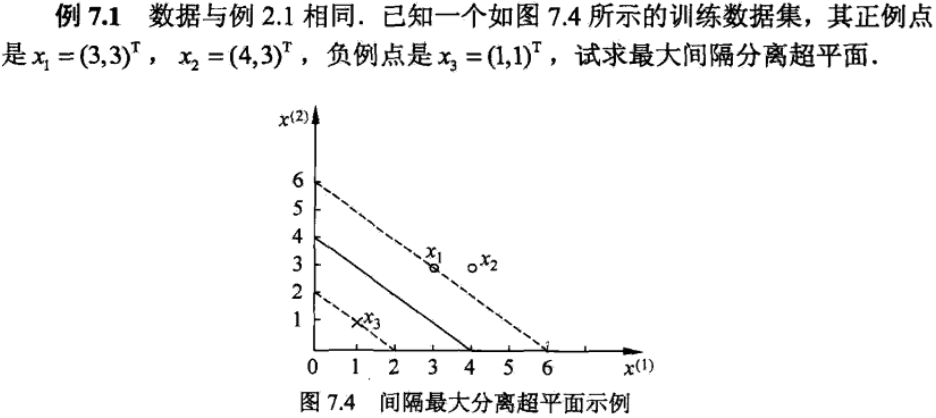 例 7.1 数据与例 2.1 相同．已知一个如图 7.4 所示的训练数据集，其正例点
是 x₁ = (3,3)ᵀ， x₂ = (4,3)ᵀ，负例点是 x₃ = (1,1)ᵀ，试求最大间隔分离超平面．
x⁽²⁾
6
5
4
3
2
1
x₁
x₂
x₃
0 1 2 3 4 5 6 x⁽¹⁾
图 7.4 间隔最大分离超平面示例